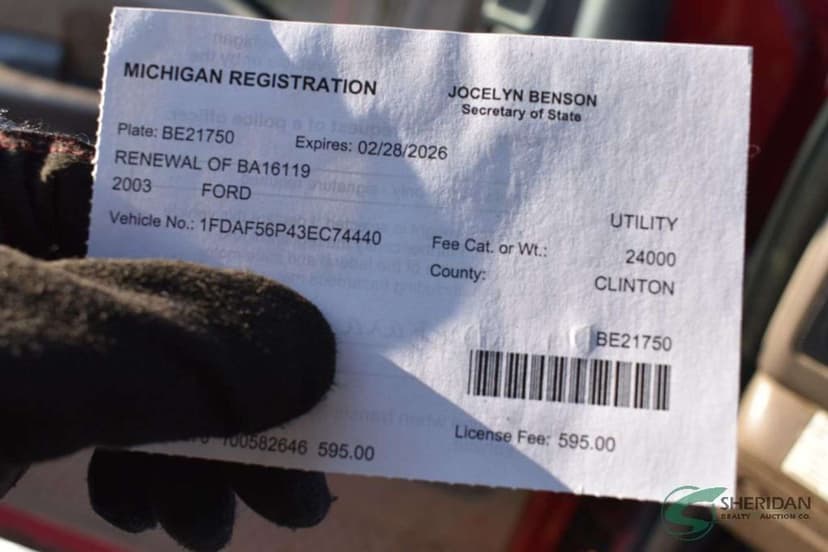 MICHIGAN REGISTRATION
JOCELYN BENSON
Secretary of State
Plate: BE21750
Expires: 02/28/2026
RENEWAL OF BA16119
2003 FORD
UTILITY
Vehicle No.: 1FDAF56P43EC74440
Fee Cat. or Wt.: 24000
County: CLINTON
BE21750
100582646 595.00
License Fee: 595.00
SHERIDAN
REALTY AUCTION CO.